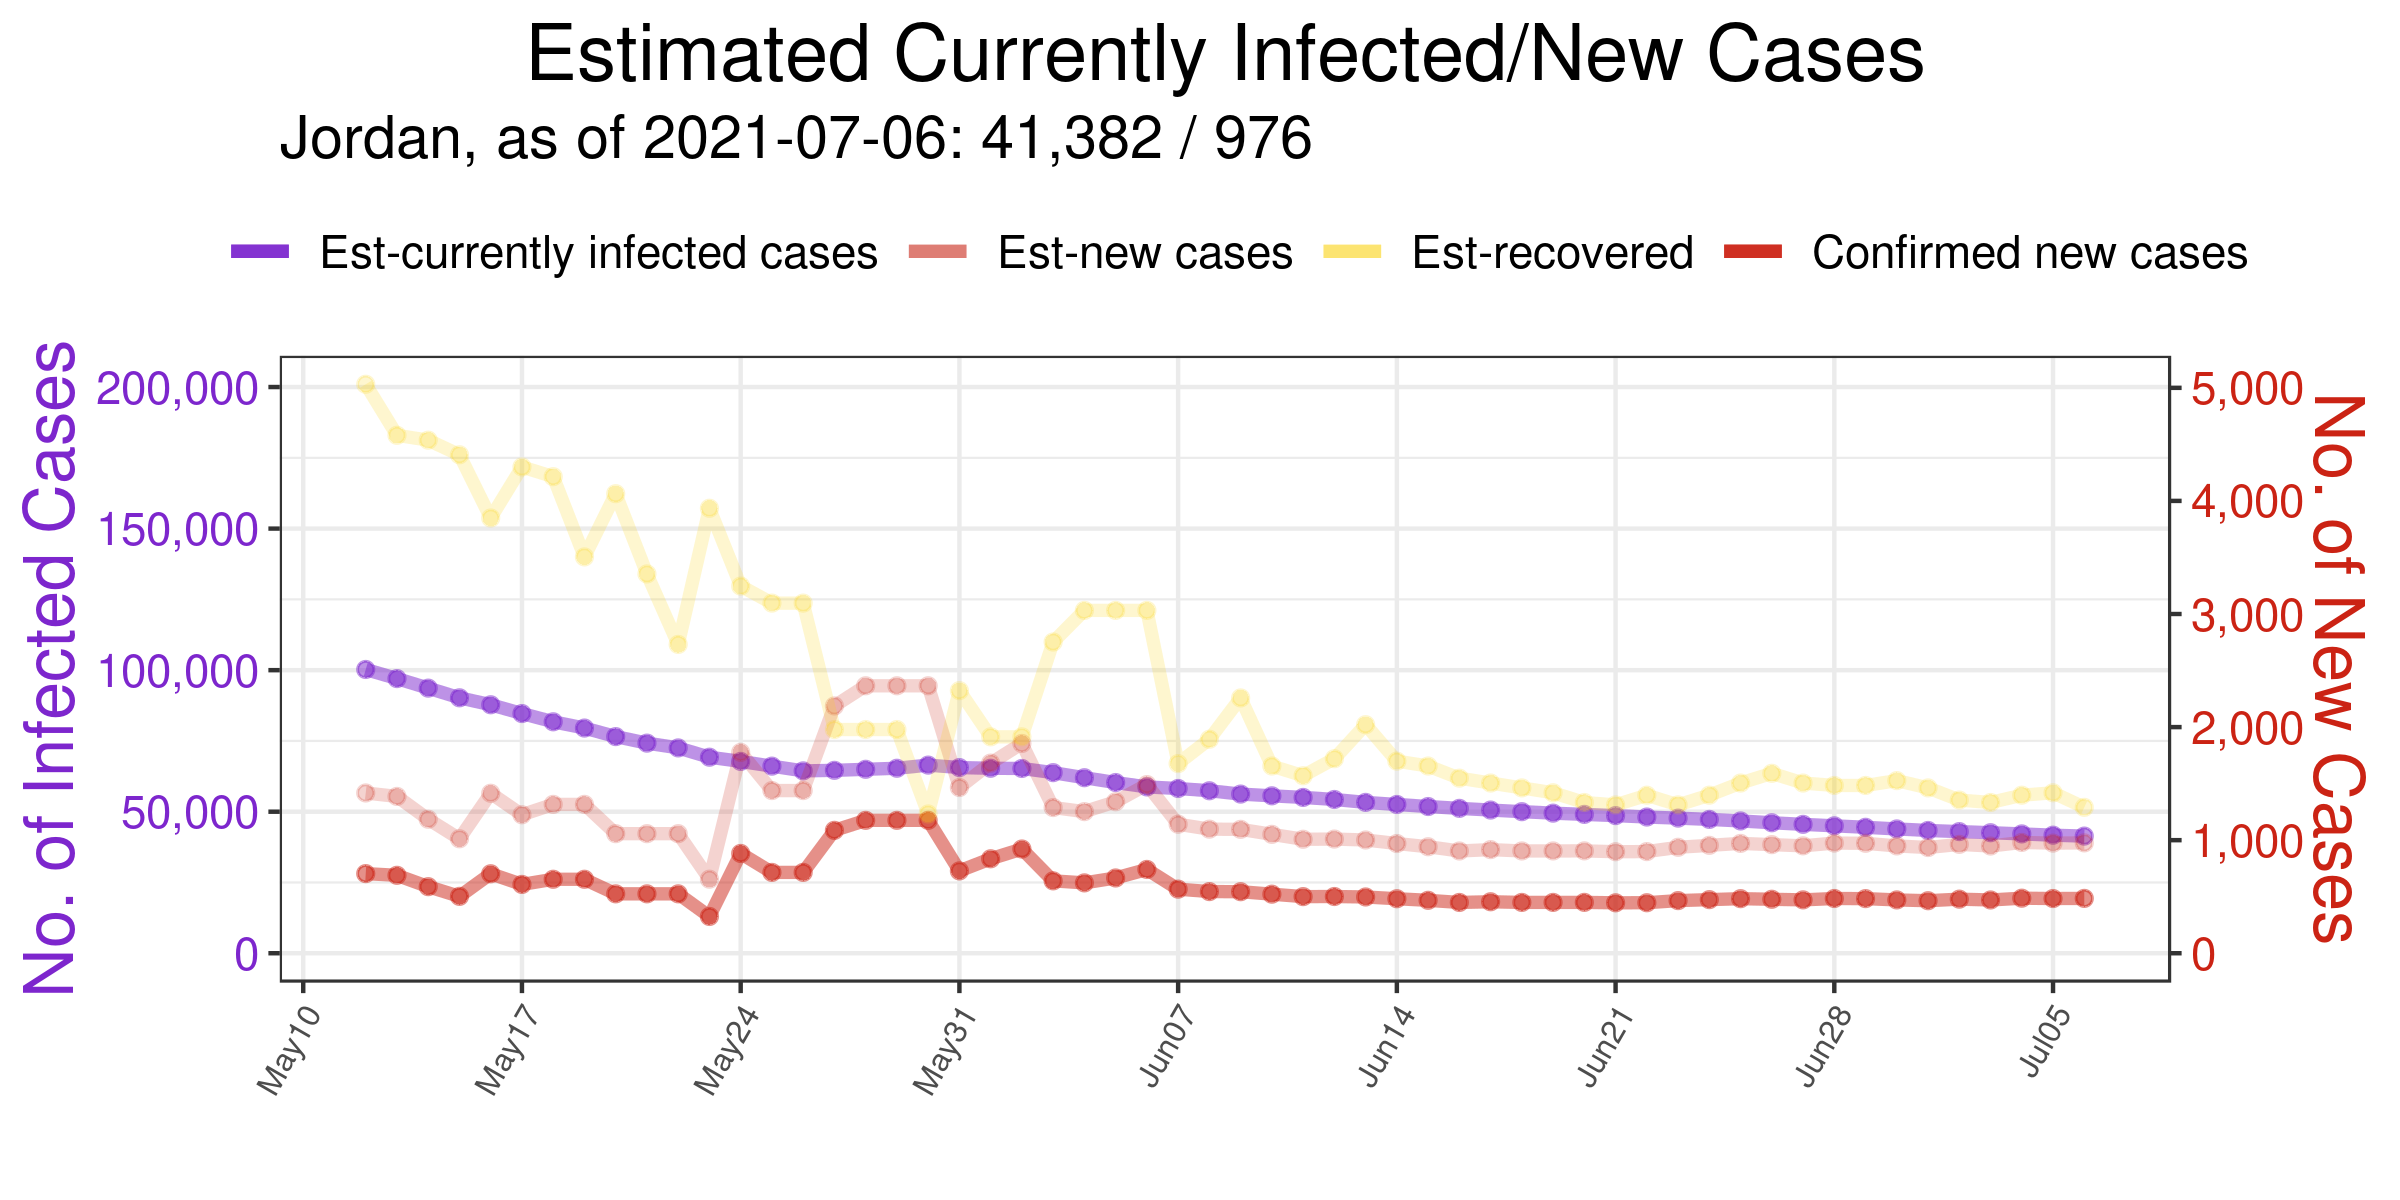 Estimated Currently Infected/New Cases
Jordan, as of 2021-07-06: 41,382 / 976
Est-currently infected cases Est-new cases Est-recovered Confirmed new cases
No. of Infected Cases
200,000
150,000
100,000
50,000
0
5,000
4,000
3,000
2,000
1,000
0
No. of New Cases
May10 May17 May24 May31 Jun07 Jun14 Jun21 Jun28 Jul05